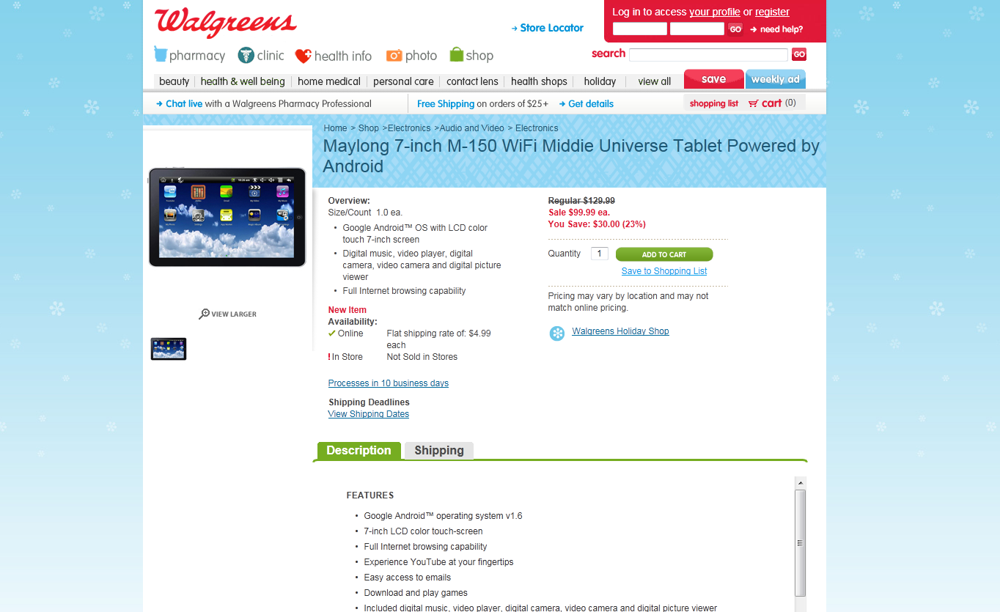 Walgreens
Store Locator
Log in to access your profile or register
GO
need help?
pharmacy
clinic
health info
photo
shop
search
GO
beauty
health & well being
home medical
personal care
contact lens
health shops
holiday
view all
save
weekly ad
Chat live with a Walgreens Pharmacy Professional
Free Shipping on orders of $25+
Get details
shopping list
cart (0)
Home > Shop >Electronics >Audio and Video > Electronics
Maylong 7-inch M-150 WiFi Middie Universe Tablet Powered by
Android
VIEW LARGER
Overview:
Size/Count 1.0 ea.
• Google Android™ OS with LCD color
touch 7-inch screen
• Digital music, video player, digital
camera, video camera and digital picture
viewer
• Full Internet browsing capability
New Item
Availability:
Online Flat shipping rate of: $4.99
each
! In Store Not Sold in Stores
Processes in 10 business days
Shipping Deadlines
View Shipping Dates
Regular $129.99
Sale $99.99 ea.
You Save: $30.00 (23%)
Quantity 1 ADD TO CART
Save to Shopping List
Pricing may vary by location and may not
match online pricing.
Walgreens Holiday Shop
Description
Shipping
FEATURES
• Google Android™ operating system v1.6
• 7-inch LCD color touch-screen
• Full Internet browsing capability
• Experience YouTube at your fingertips
• Easy access to emails
• Download and play games
• Included digital music, video player, digital camera, video camera and digital picture viewer